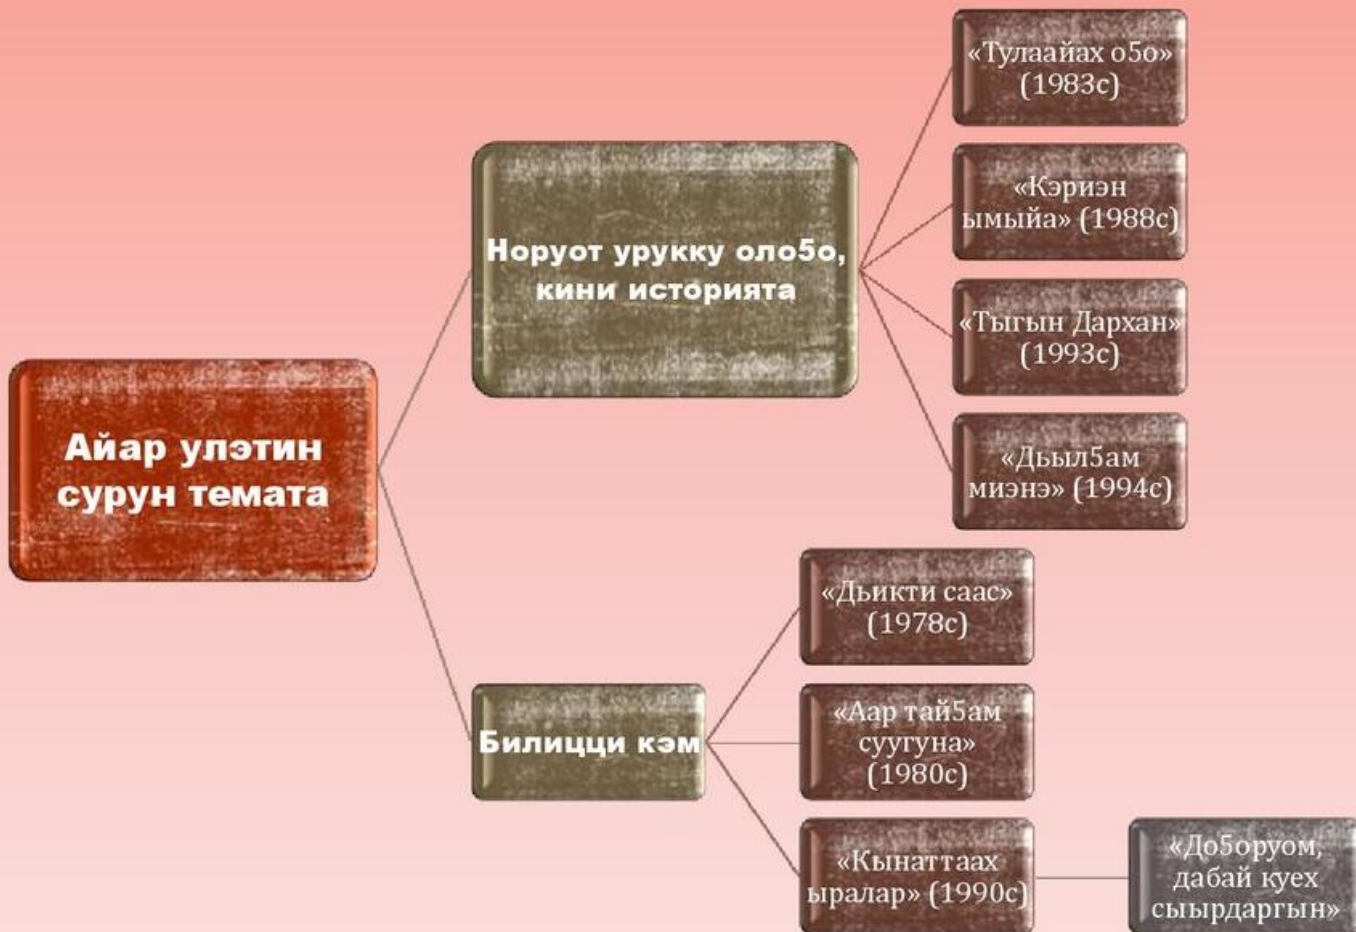 Айар улэтин
сурун темата
Норуот урукку оло5о,
кини историята
«Тулаайах о5о»
(1983с)
«Кэриэн
ымыйа» (1988с)
«Тыгын Дархан»
(1993с)
«Дьыл5ам
миэнэ» (1994с)
Билицци кэм
«Дьикти саас»
(1978с)
«Аар тай5ам
суугуна»
(1980с)
«Кынаттаах
ыралар» (1990с)
«До5оруом,
дабай куех
сыырдаргын»